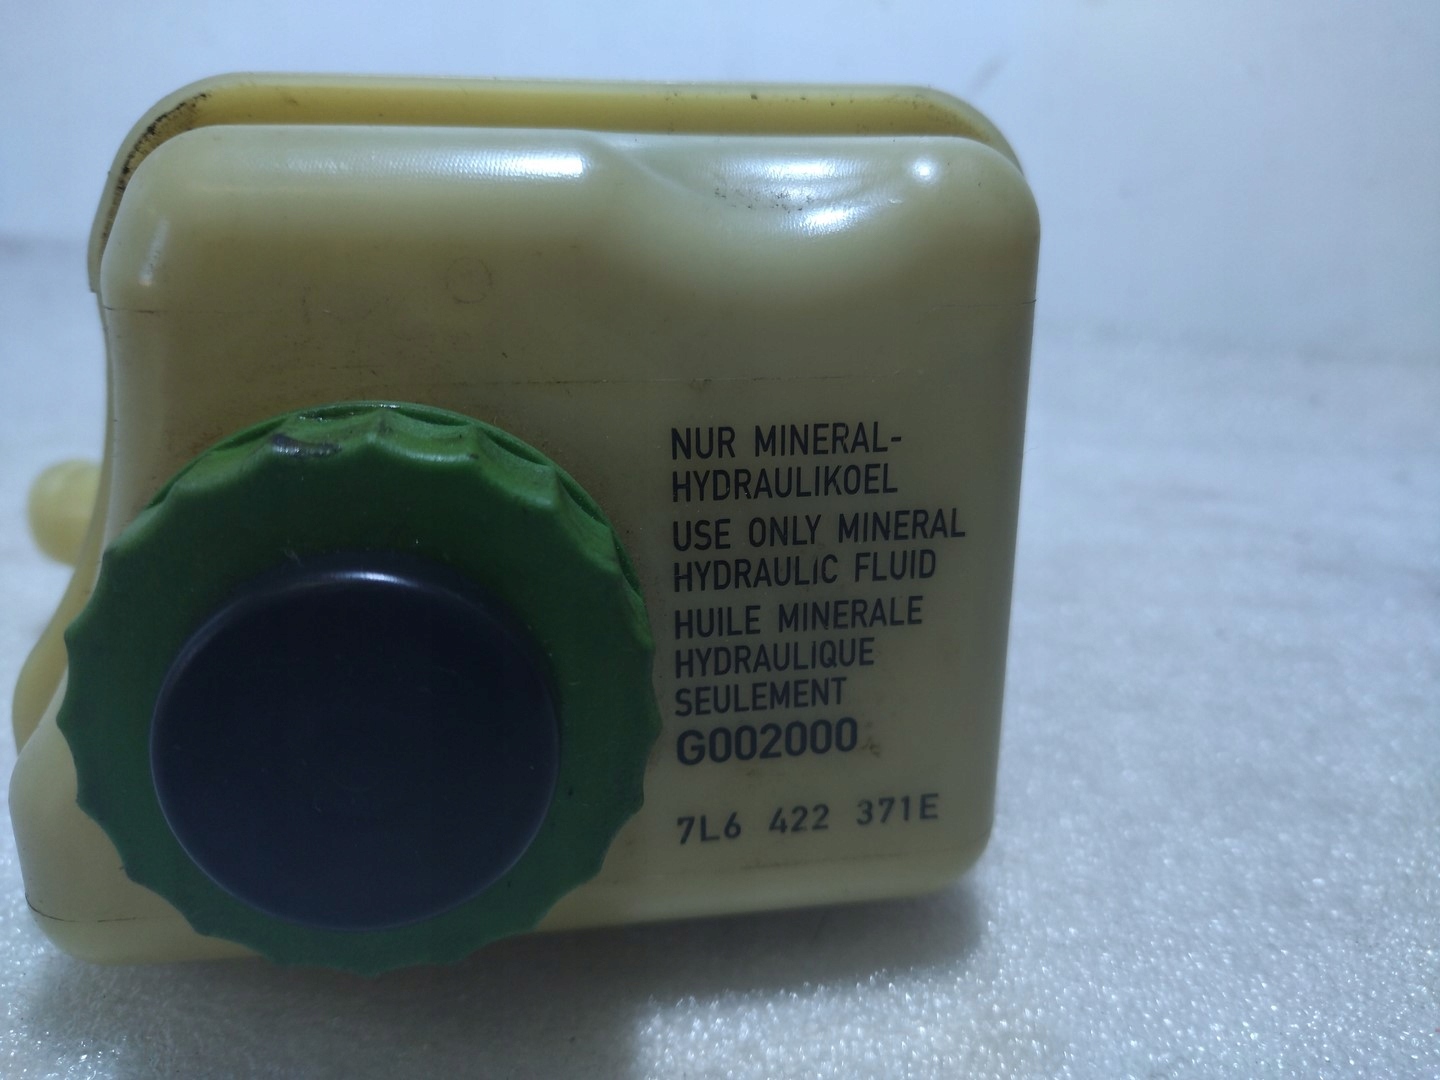 NUR MINERAL-
HYDRAULIKOEL
USE ONLY MINERAL
HYDRAULIC FLUID
HUILE MINERALE
HYDRAULIQUE
SEULEMENT
G002000
7L6 422 371E